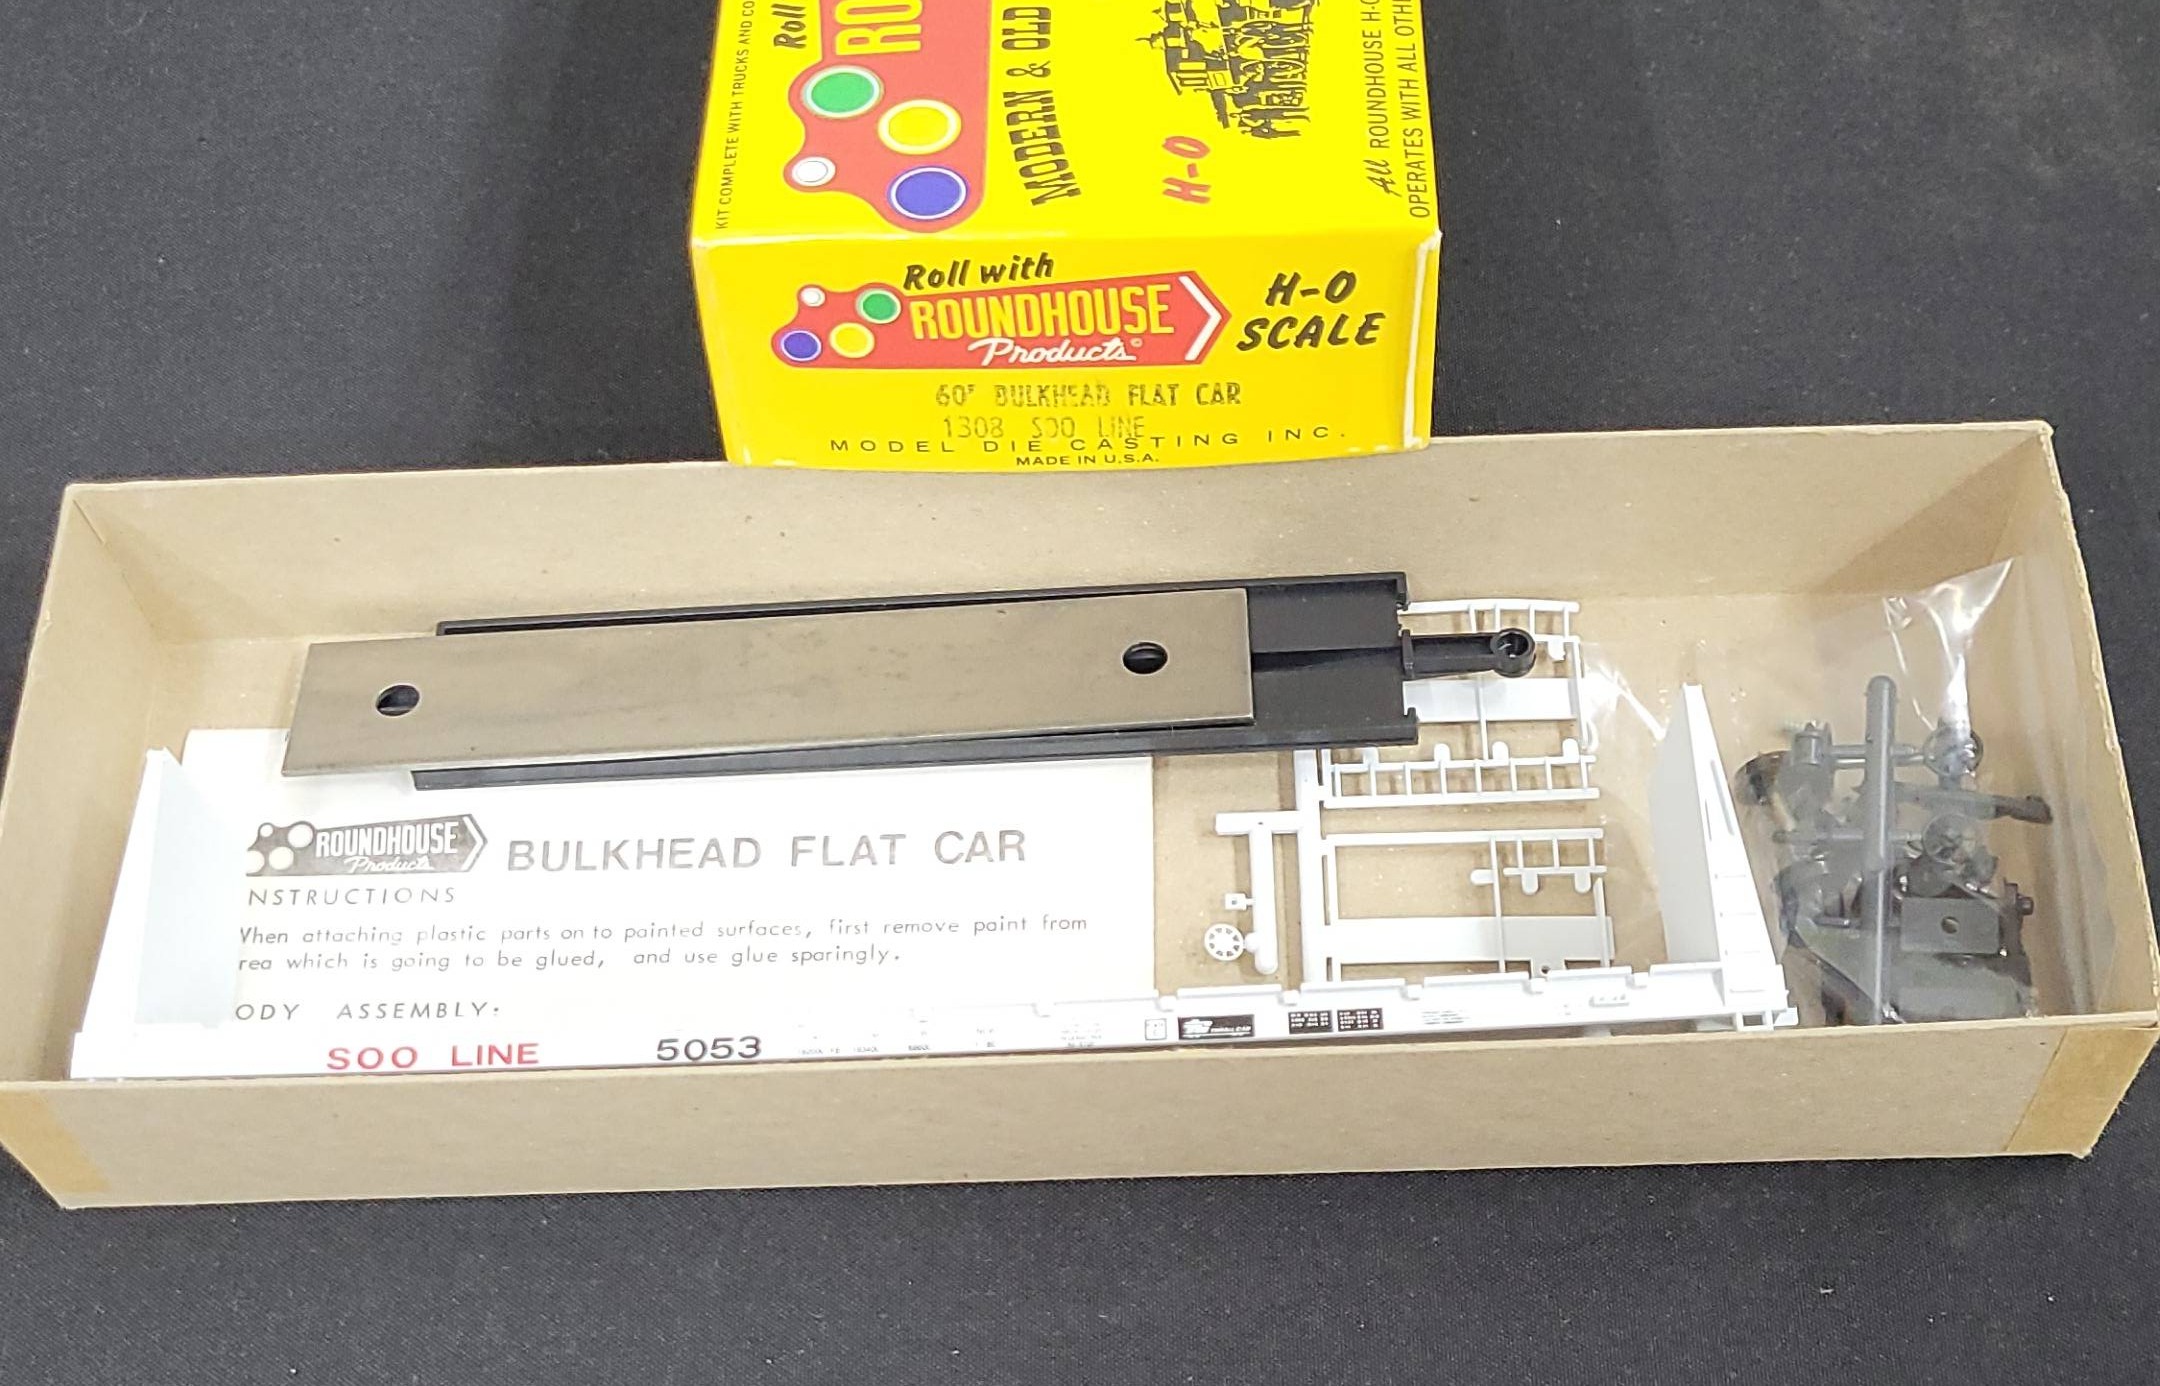 KIT COMPLETE WITH TRUCKS AND
Roll
RO
MODERN & OLD
H-O
All ROUNDHOUSE
OPERATES WITH ALL
Roll with
ROUNDHOUSE
Products©
H-O
SCALE
60' BULKHEAD FLAT CAR
1308 SOO LINE
MODEL DIE CASTING INC.
MADE IN U.S.A.
ROUNDHOUSE
Products
BULKHEAD FLAT CAR
NSTRUCTIONS
When attaching plastic parts on to painted surfaces, first remove paint from
rea which is going to be glued, and use glue sparingly.
ODY ASSEMBLY:
SOO LINE 5053